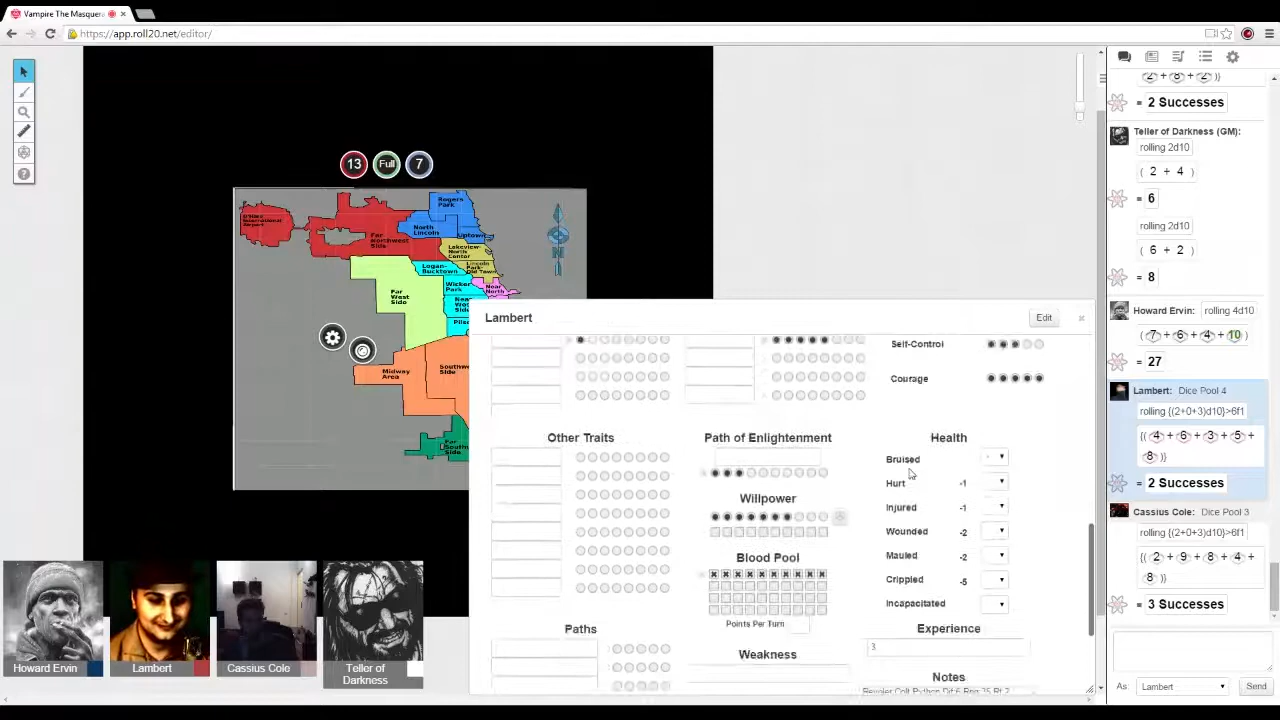 Vampire The Masquera
https://app.roll20.net/editor/
13 Full 7
O'Hare International Airport
Far Northwest Side
Rogers Park
North Lincoln
Uptown
Lakeview-North Center
Lincoln Park-Old Town
Logan-Bucktown
Near North
Wicker Park
Far West Side
Midway Area
N
Lambert
Edit
Self-Control
Courage
Other Traits
Path of Enlightenment
Health
Bruised
Hurt -1
Injured -1
Wounded -2
Mauled -2
Crippled -5
Incapacitated
Willpower
Blood Pool
Points Per Turn
Experience
3
Paths
Weakness
Notes
Howard Ervin
Lambert
Cassius Colo
Teller of Darkness
= 2 Successes
Teller of Darkness (GM):
rolling 2d10
( 2 + 4 )
= 6
rolling 2d10
( 6 + 2 )
= 8
Howard Ervin: rolling 4d10
( 7 + 6 + 4 + 10 )
= 27
Lambert: Dice Pool 4
rolling {(2+0+3)d10}>6f1
{( 4 + 6 + 3 + 5 +
8 )}
= 2 Successes
Cassius Cole: Dice Pool 3
rolling {(2+0+3)d10}>6f1
{( 2 + 9 + 8 + 4 +
8 )}
= 3 Successes
As: Lambert
Send